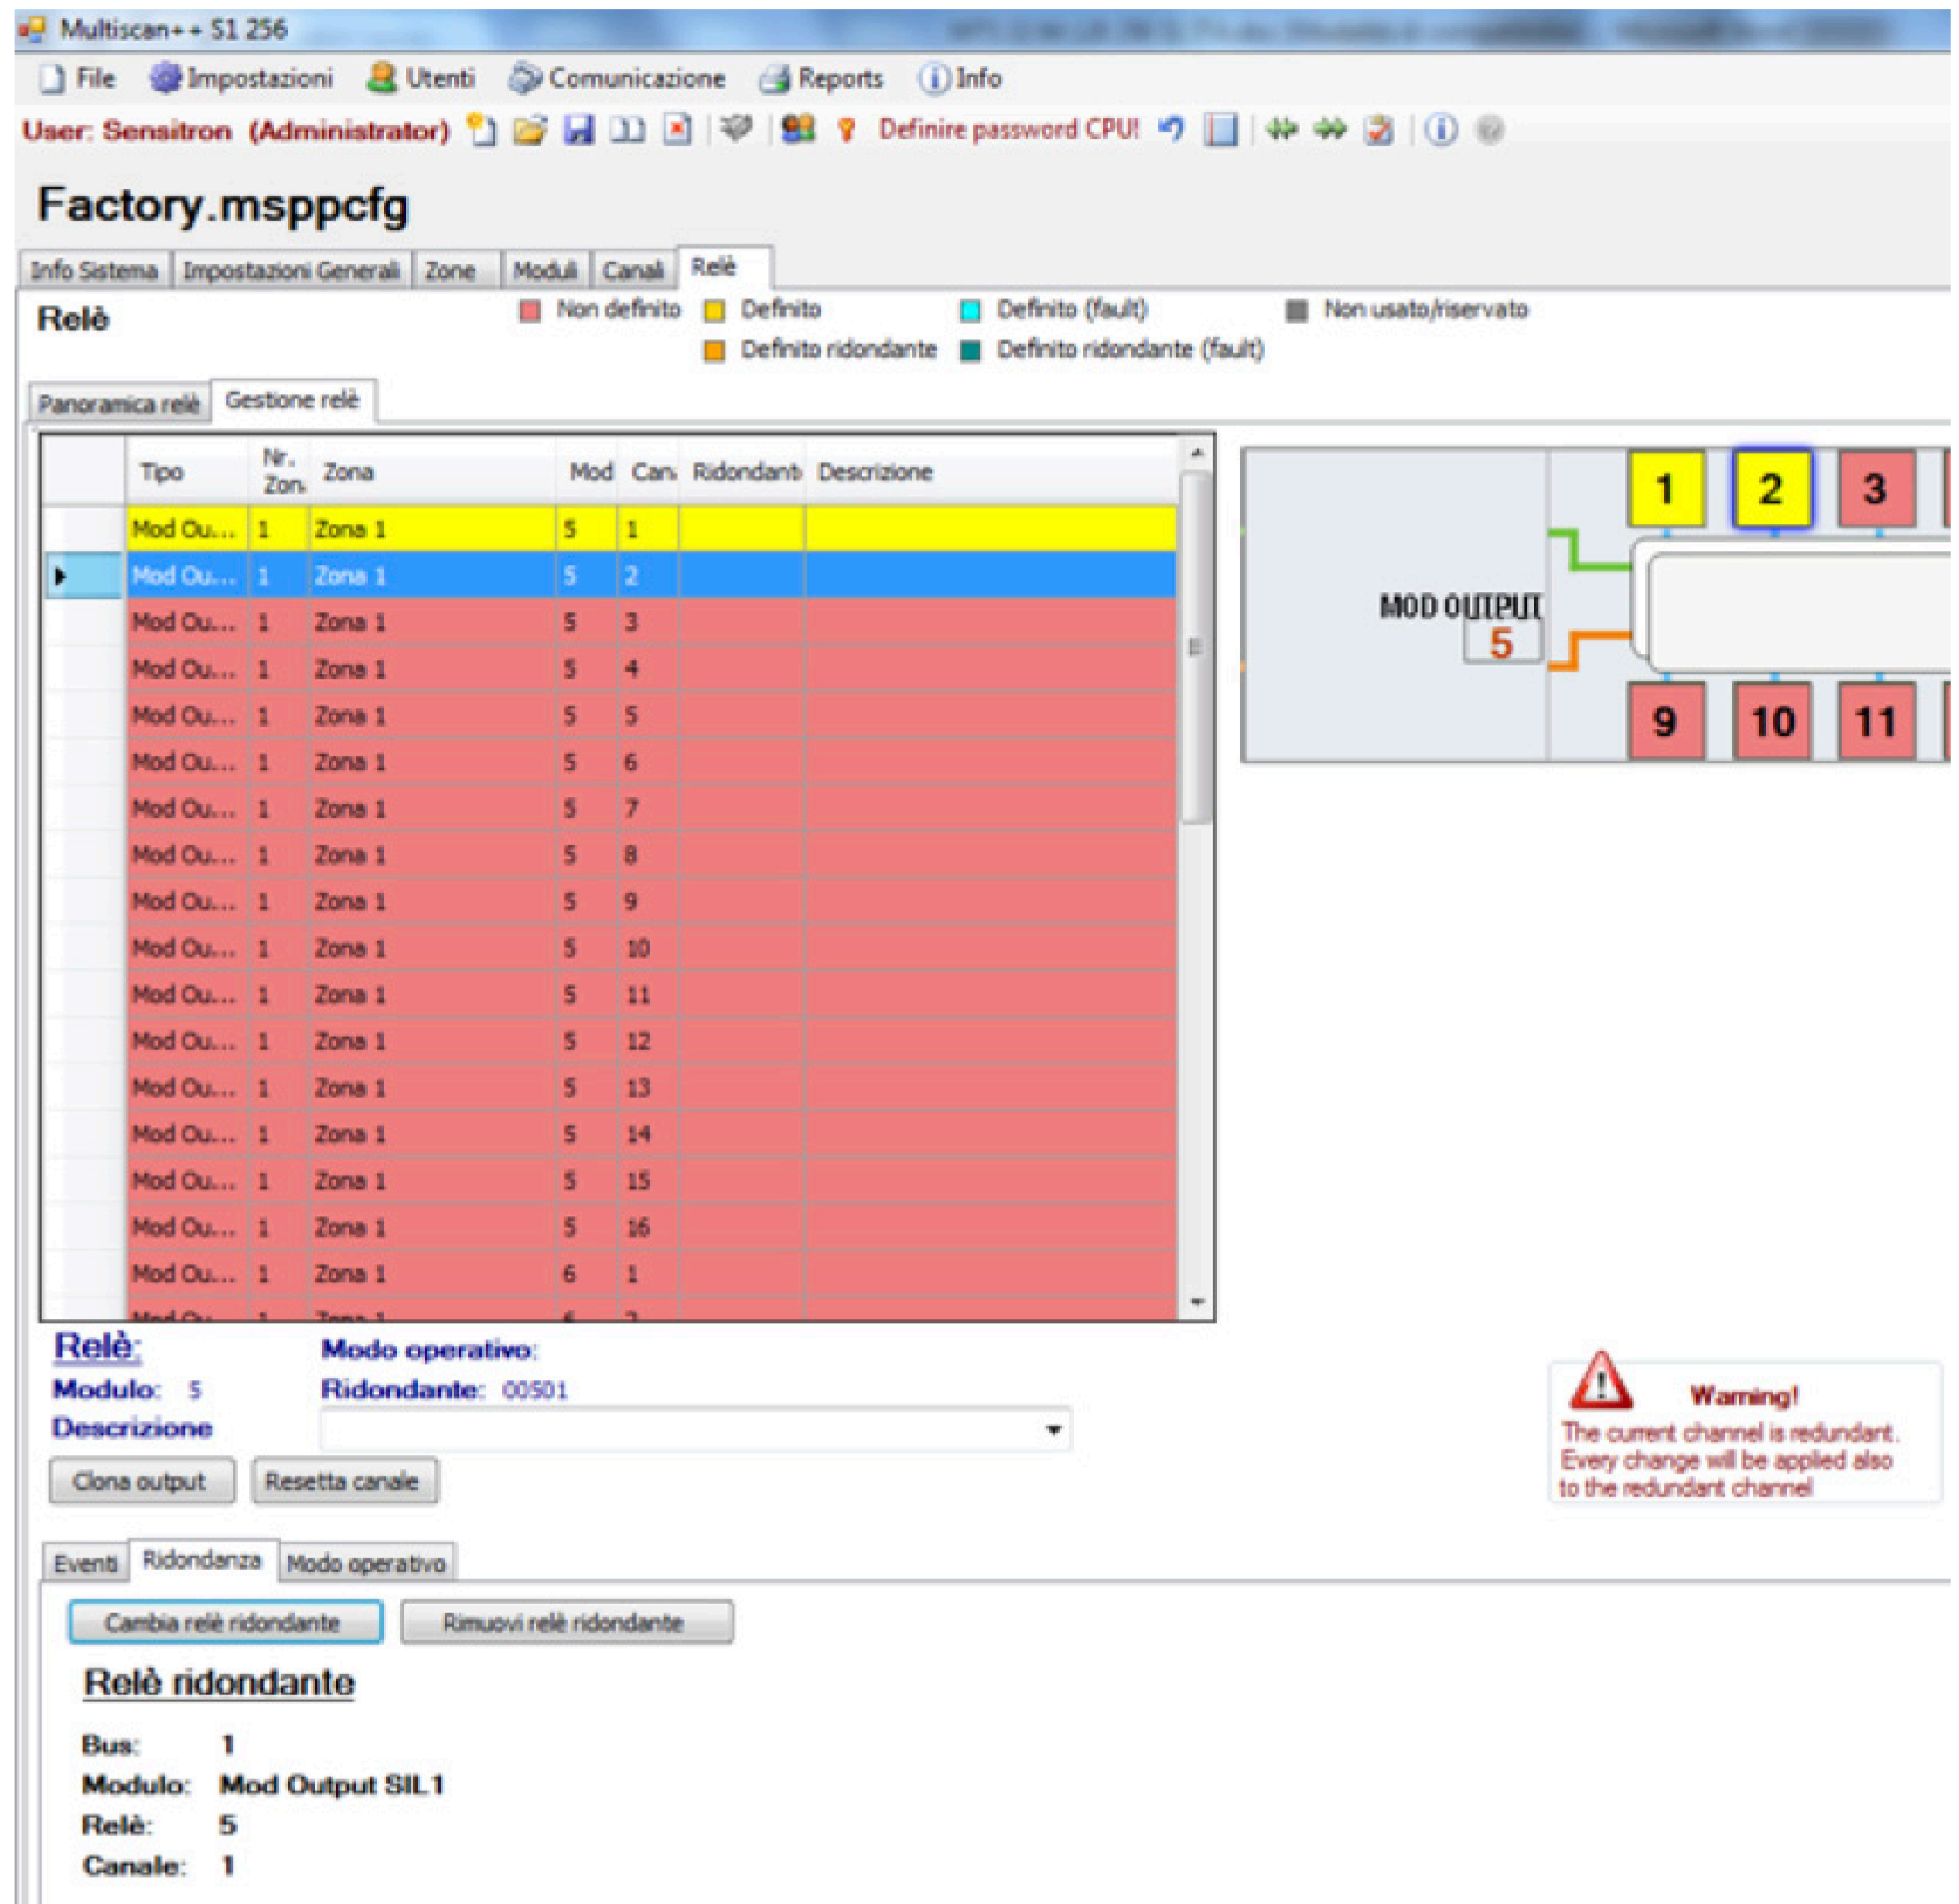 Multiscan++ S1 256
File Impostazioni Utenti Comunicazione Reports Info
User: Sensitron (Administrator) Definire password CPU!
Factory.msppcfg
Info Sistema Impostazioni Generali Zone Moduli Canali Relè
Relè
Non definito Definito Definito (fault) Non usato/riservato
Definito ridondante Definito ridondante (fault)
Panoramica relè Gestione relè
Tipo Nr. Zon. Zona Mod Can. Ridondant Descrizione
Mod Ou... 1 Zona 1 5 1
Mod Ou... 1 Zona 1 5 2
Mod Ou... 1 Zona 1 5 3
Mod Ou... 1 Zona 1 5 4
Mod Ou... 1 Zona 1 5 5
Mod Ou... 1 Zona 1 5 6
Mod Ou... 1 Zona 1 5 7
Mod Ou... 1 Zona 1 5 8
Mod Ou... 1 Zona 1 5 9
Mod Ou... 1 Zona 1 5 10
Mod Ou... 1 Zona 1 5 11
Mod Ou... 1 Zona 1 5 12
Mod Ou... 1 Zona 1 5 13
Mod Ou... 1 Zona 1 5 14
Mod Ou... 1 Zona 1 5 15
Mod Ou... 1 Zona 1 5 16
Mod Ou... 1 Zona 1 6 1
1 2 3
MOD OUTPUT
5
9 10 11
Relè: Modo operativo:
Modulo: 5 Ridondante: 00501
Descrizione
Clona output Resetta canale
Warning!
The current channel is redundant.
Every change will be applied also
to the redundant channel
Eventi Ridondanza Modo operativo
Cambia relè ridondante Rimuovi relè ridondante
Relè ridondante
Bus: 1
Modulo: Mod Output SIL1
Relè: 5
Canale: 1